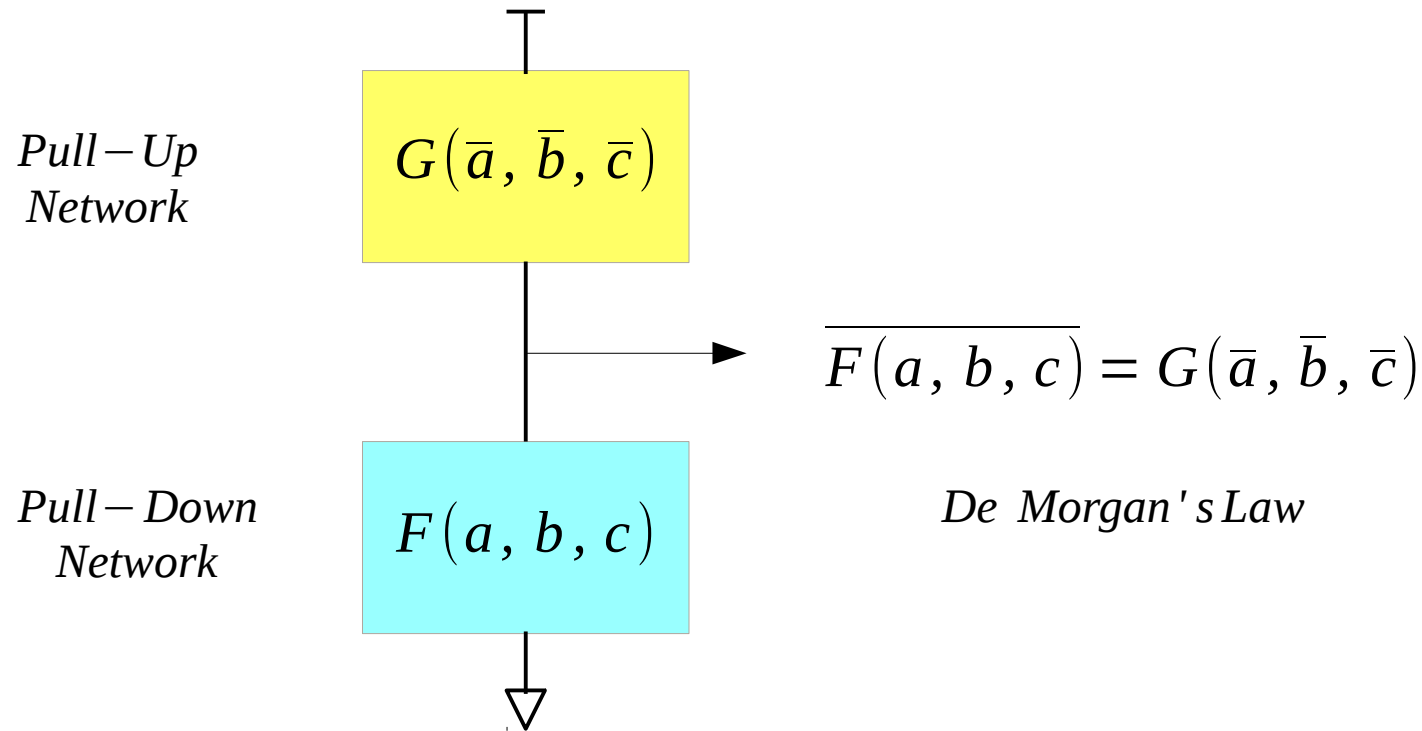 Pull–Up
Network
G(a̅, b̅, c̅)
F̅(̅a̅,̅ ̅b̅,̅ ̅c̅)̅ = G(a̅, b̅, c̅)
Pull–Down
Network
F(a, b, c)
De Morgan's Law